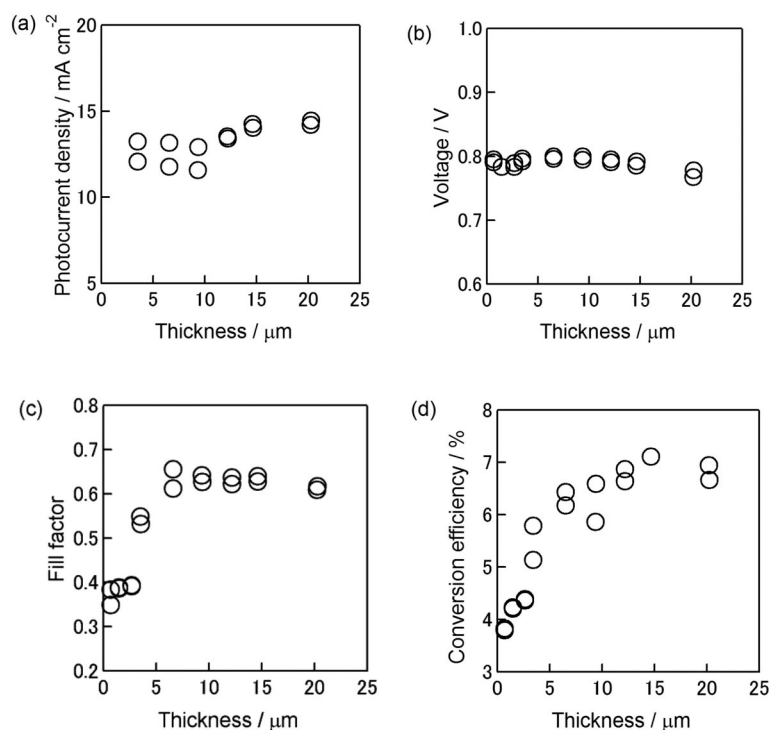 (a)
Photocurrent density / mA cm⁻²
20
15
10
5
0 5 10 15 20 25
Thickness / μm
(b)
Voltage / V
1.0
0.9
0.8
0.7
0.6
0 5 10 15 20 25
Thickness / μm
(c)
Fill factor
0.8
0.7
0.6
0.5
0.4
0.3
0.2
0 5 10 15 20 25
Thickness / μm
(d)
Conversion efficiency / %
8
7
6
5
4
3
0 5 10 15 20 25
Thickness / μm